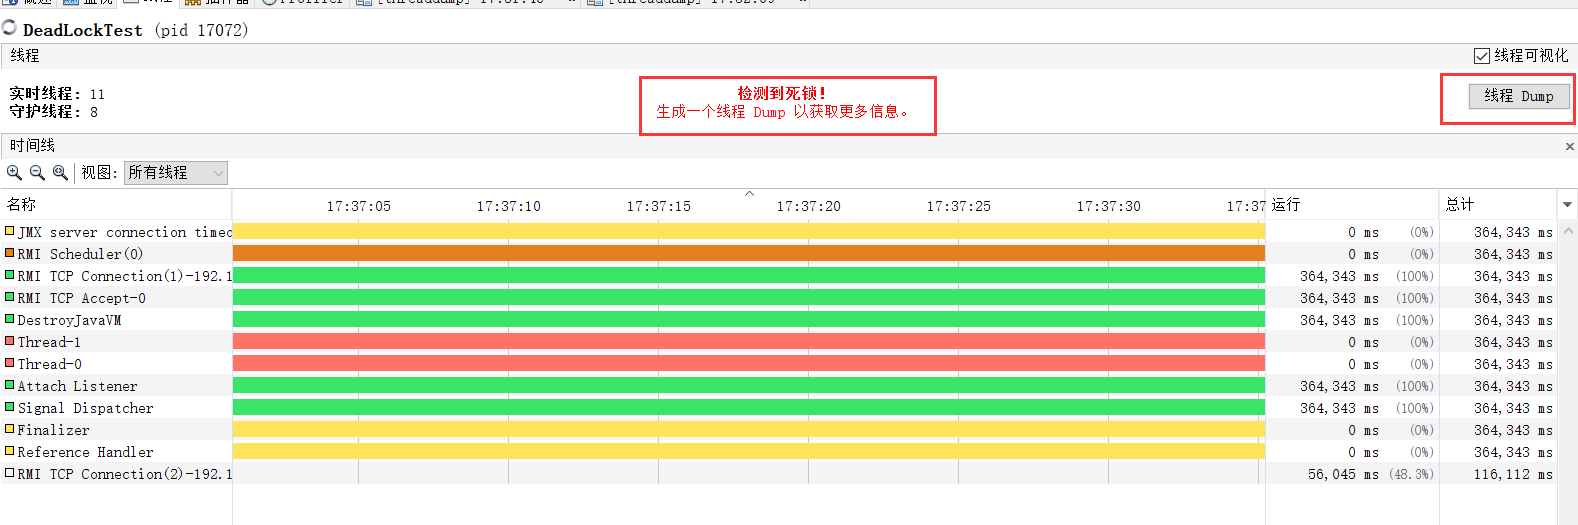 DeadLockTest (pid 17072)
线程
线程可视化
实时线程: 11
守护线程: 8
检测到死锁!
生成一个线程 Dump 以获取更多信息。
线程 Dump
时间线
视图: 所有线程
名称 17:37:05 17:37:10 17:37:15 17:37:20 17:37:25 17:37:30 17:37 运行 总计
JMX server connection timeo 0 ms (0%) 364,343 ms
RMI Scheduler(0) 0 ms (0%) 364,343 ms
RMI TCP Connection(1)-192.1 364,343 ms (100%) 364,343 ms
RMI TCP Accept-0 364,343 ms (100%) 364,343 ms
DestroyJavaVM 364,343 ms (100%) 364,343 ms
Thread-1 0 ms (0%) 364,343 ms
Thread-0 0 ms (0%) 364,343 ms
Attach Listener 364,343 ms (100%) 364,343 ms
Signal Dispatcher 364,343 ms (100%) 364,343 ms
Finalizer 0 ms (0%) 364,343 ms
Reference Handler 0 ms (0%) 364,343 ms
RMI TCP Connection(2)-192.1 56,045 ms (48.3%) 116,112 ms